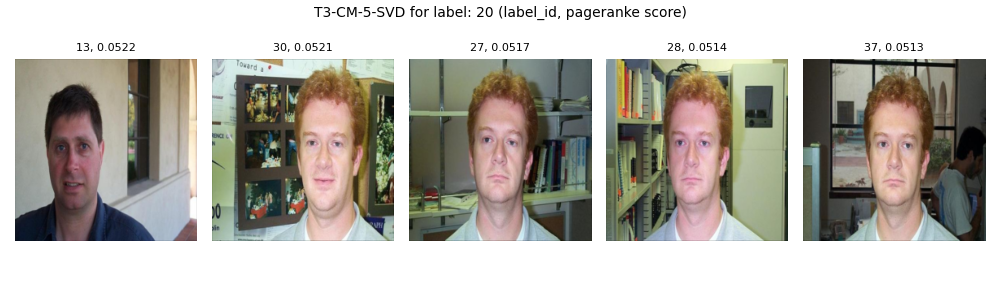 T3-CM-5-SVD for label: 20 (label_id, pageranke score)
13, 0.0522
30, 0.0521
27, 0.0517
28, 0.0514
37, 0.0513
Toward a